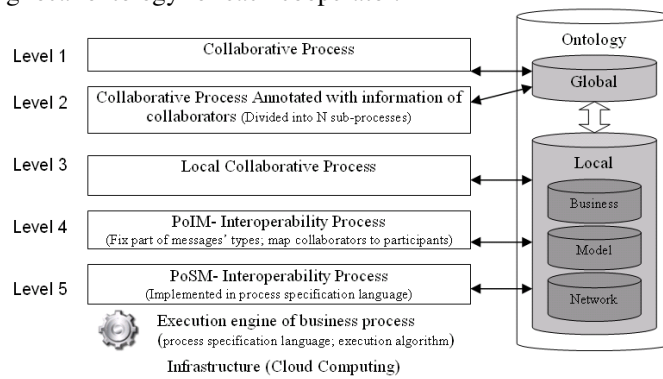 Level 1
Collaborative Process
Level 2
Collaborative Process Annotated with information of
collaborators (Divided into N sub-processes)
Level 3
Local Collaborative Process
Level 4
PoIM- Interoperability Process
(Fix part of messages' types; map collaborators to participants)
Level 5
PoSM- Interoperability Process
(Implemented in process specification language)
Execution engine of business process
(process specification language; execution algorithm)
Infrastructure (Cloud Computing)
Ontology
Global
Local
Business
Model
Network